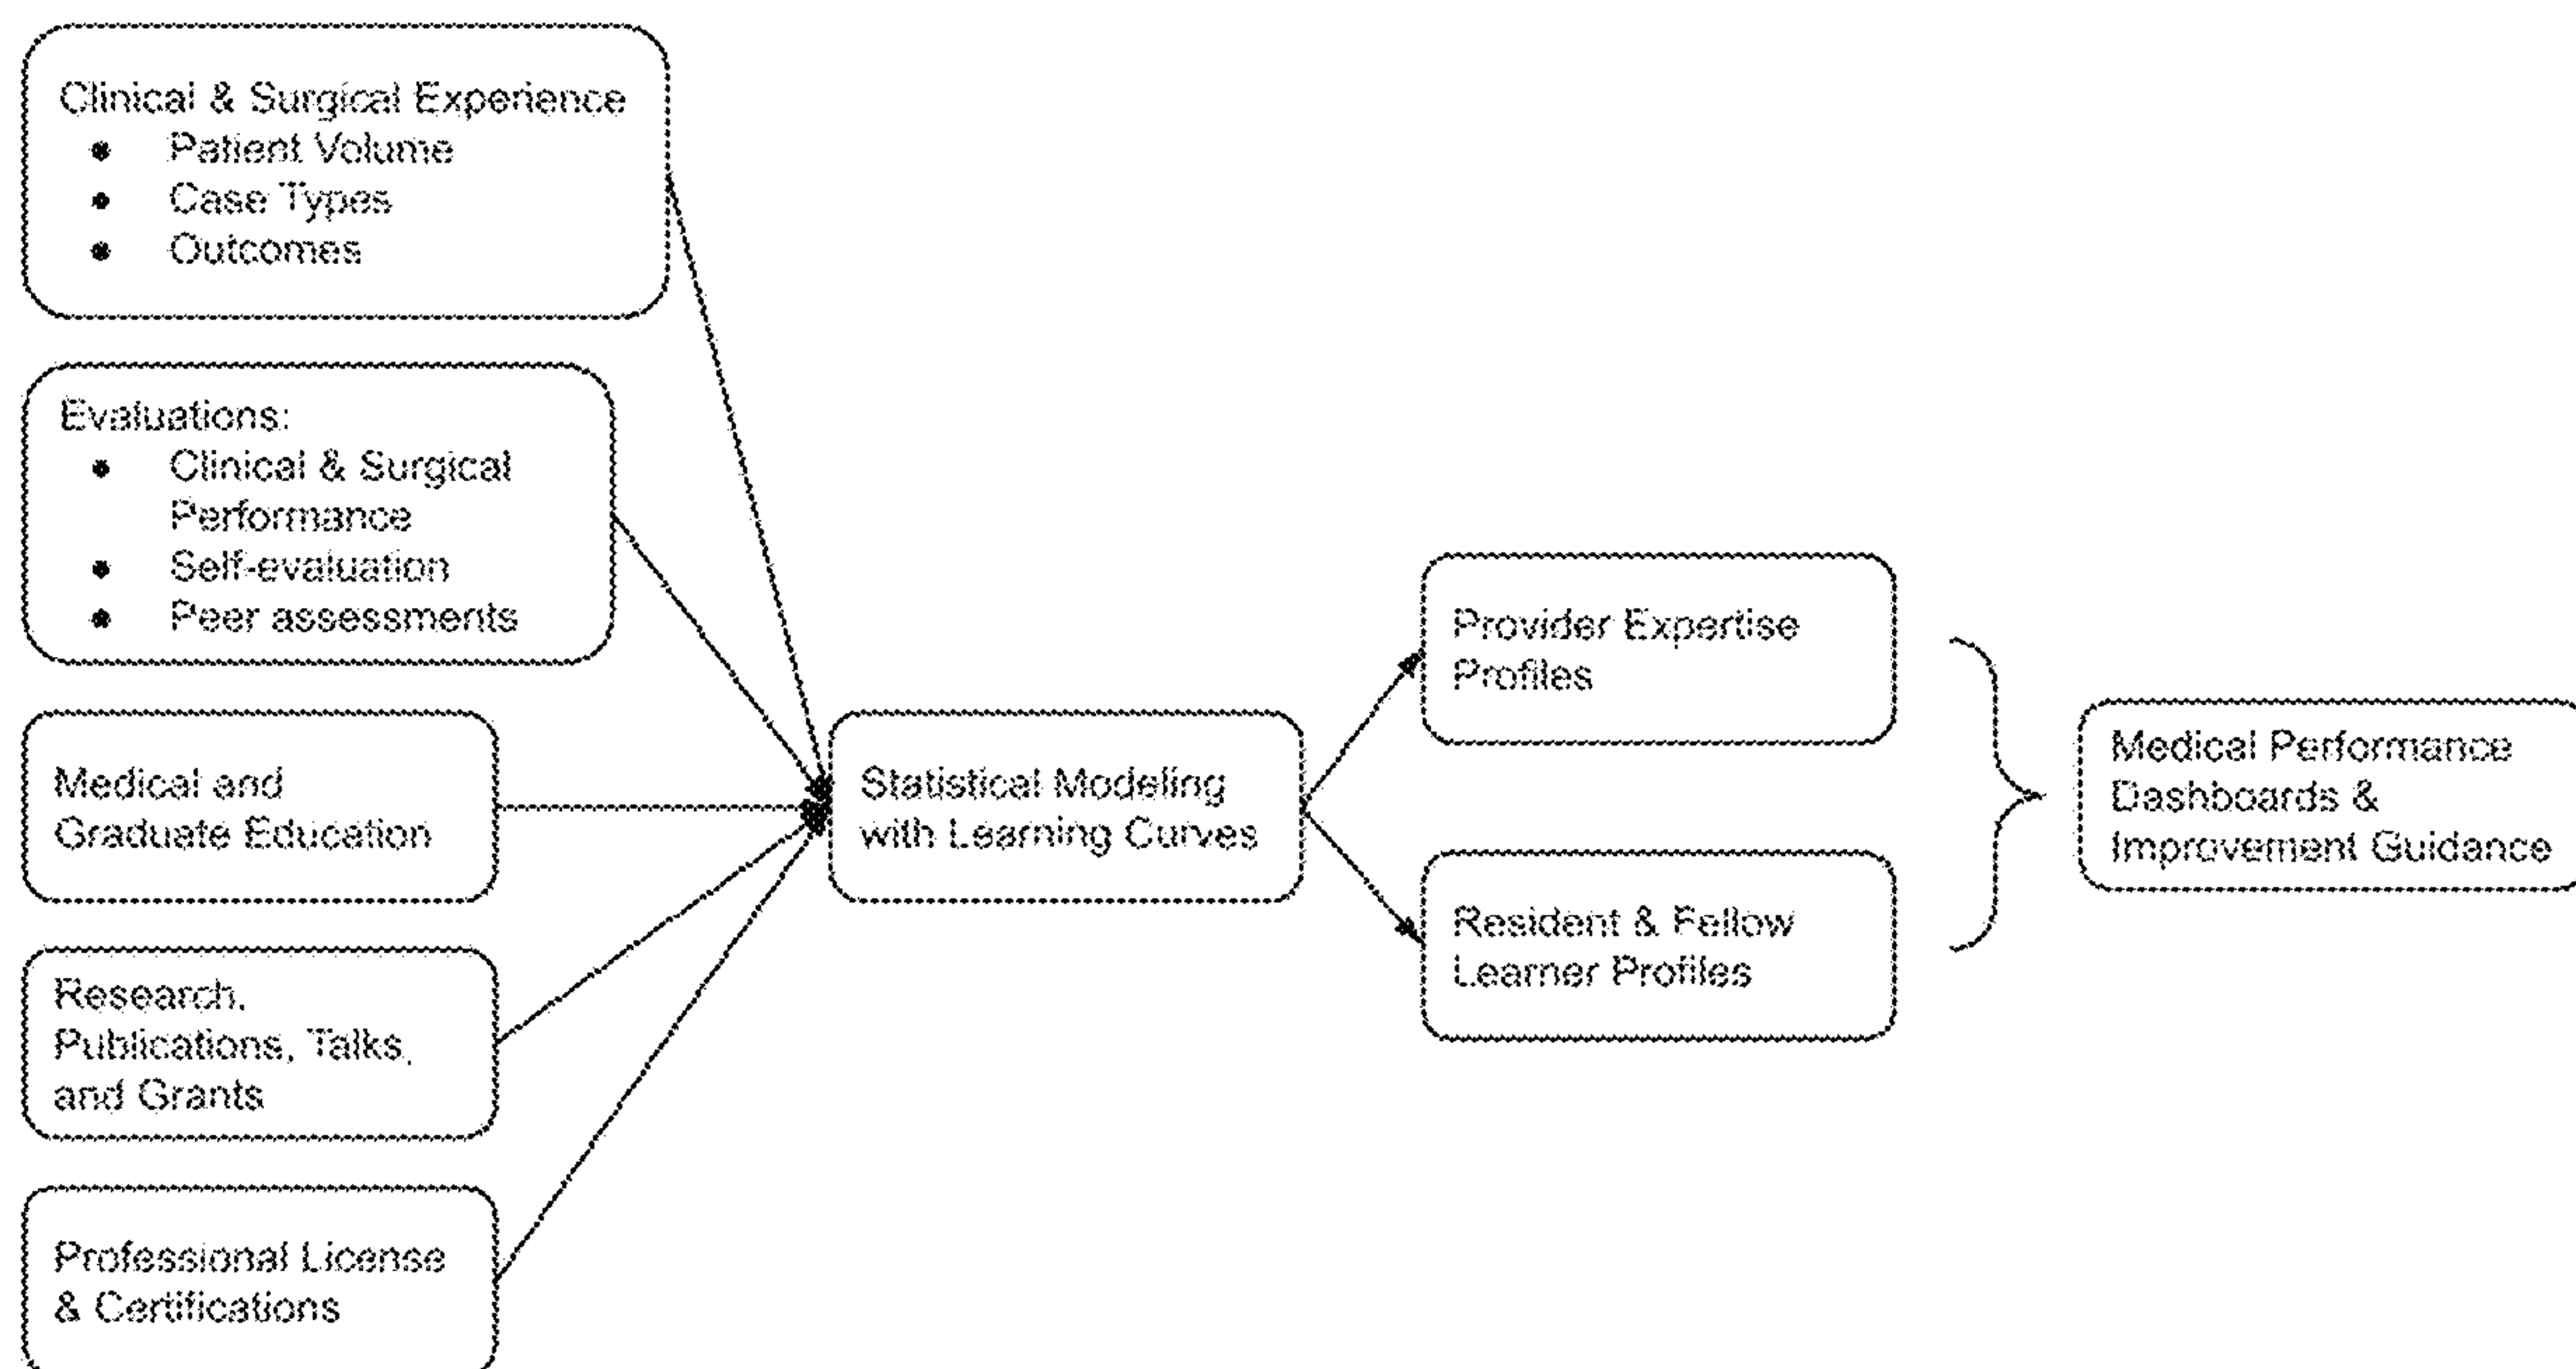 Clinical & Surgical Experience
● Patient Volume
● Case Types
● Outcomes
Evaluations:
● Clinical & Surgical
Performance
● Self-evaluation
● Peer assessments
Medical and
Graduate Education
Research,
Publications, Talks,
and Grants
Professional License
& Certifications
Statistical Modeling
with Learning Curves
Provider Expertise
Profiles
Resident & Fellow
Learner Profiles
Medical Performance
Dashboards &
Improvement Guidance